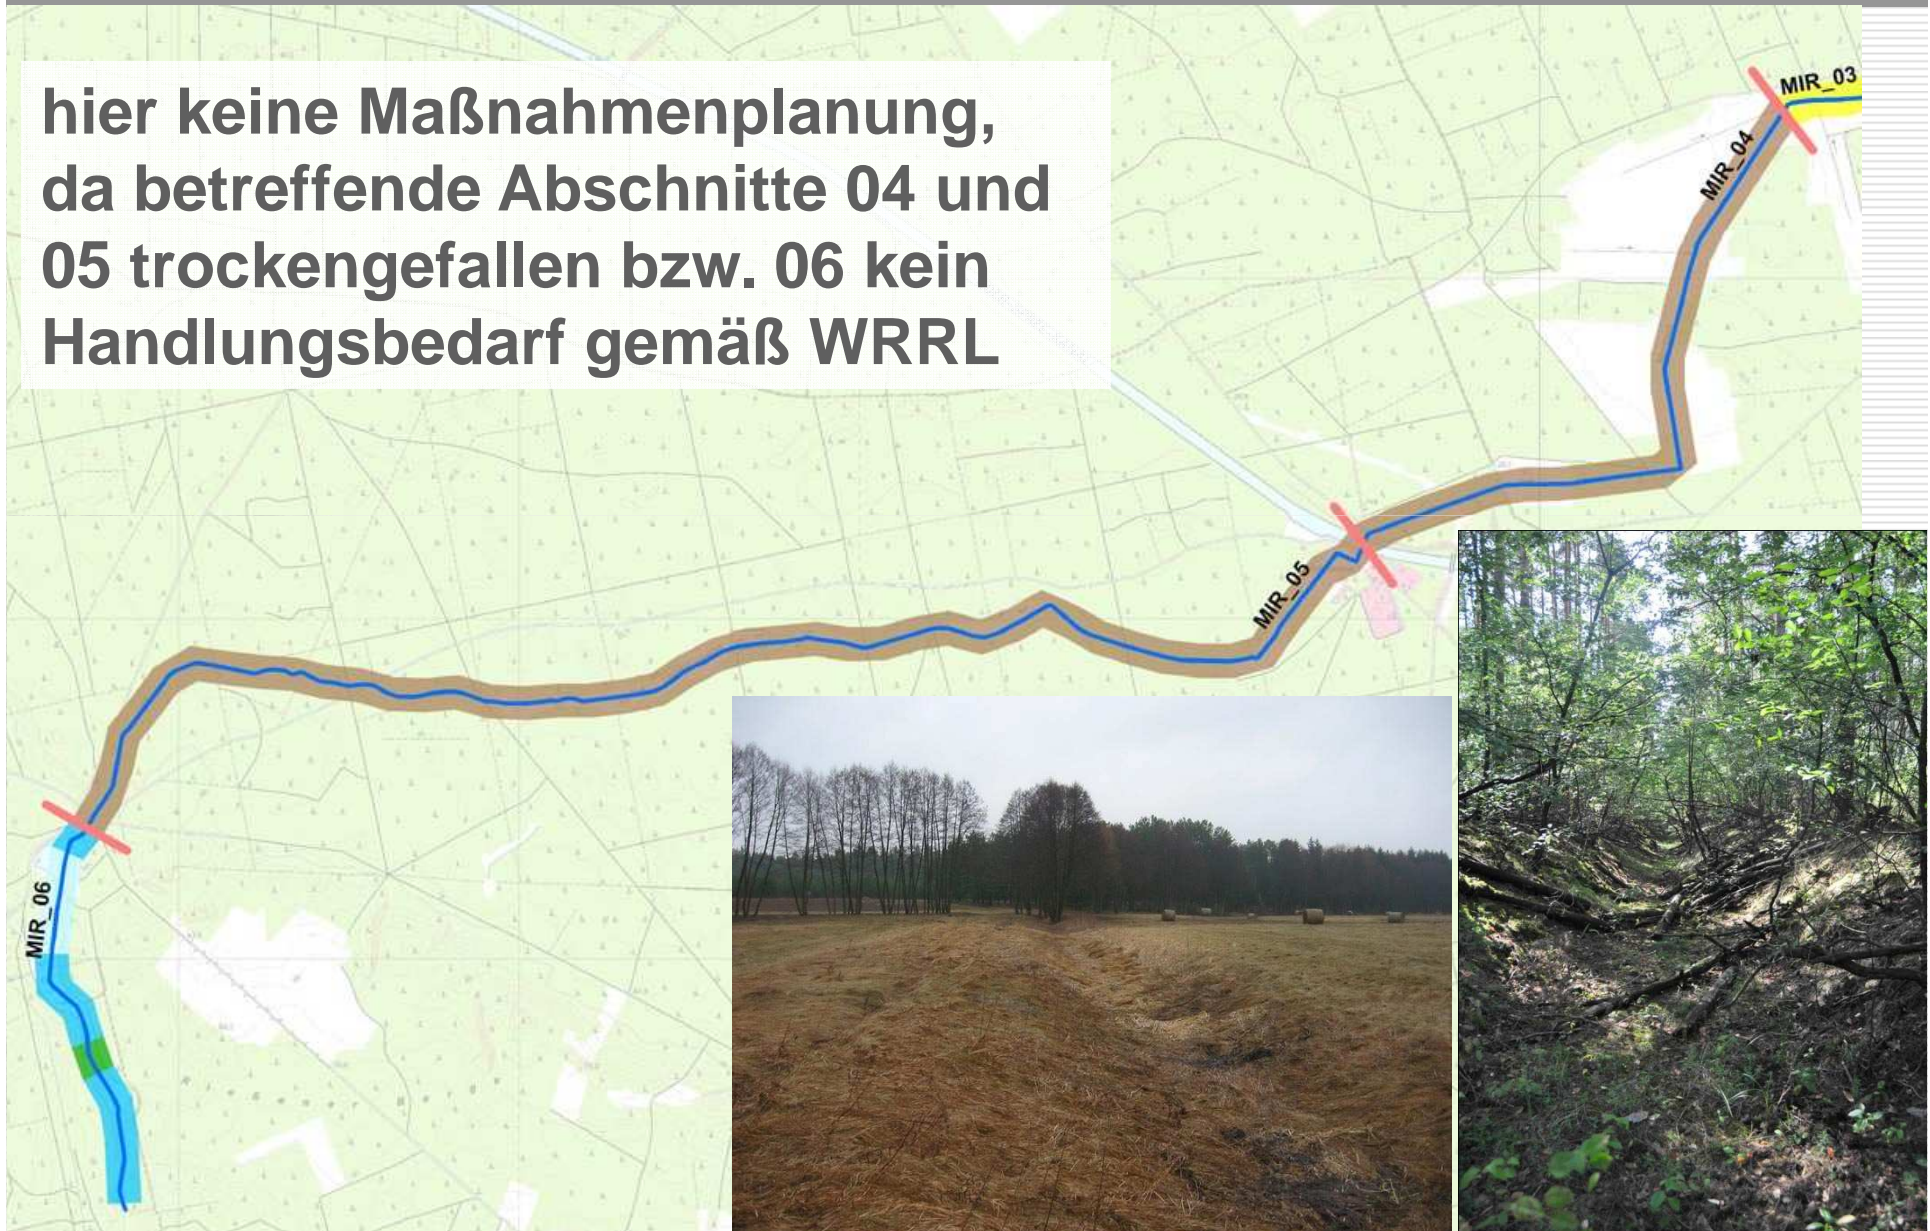 hier keine Maßnahmenplanung,
da betreffende Abschnitte 04 und
05 trockengefallen bzw. 06 kein
Handlungsbedarf gemäß WRRL
MIR_03
MIR_04
MIR_05
MIR_06